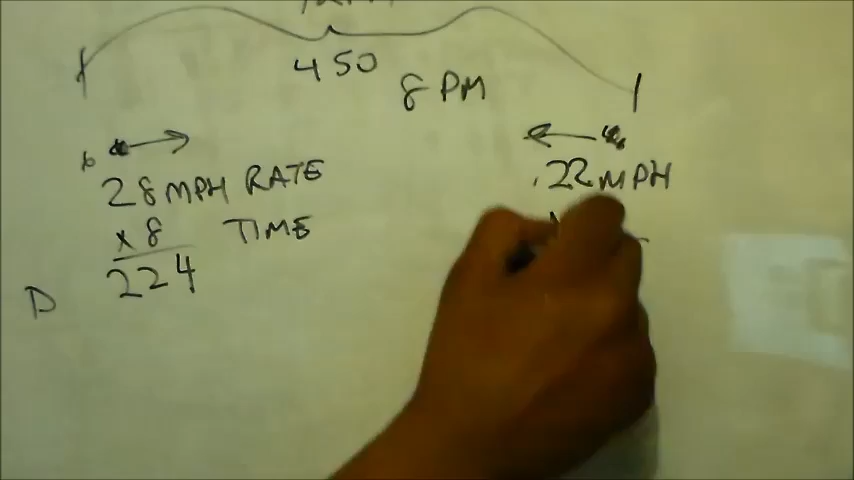 450
8 PM
28 MPH RATE
22 MPH
x 8 TIME
224
D